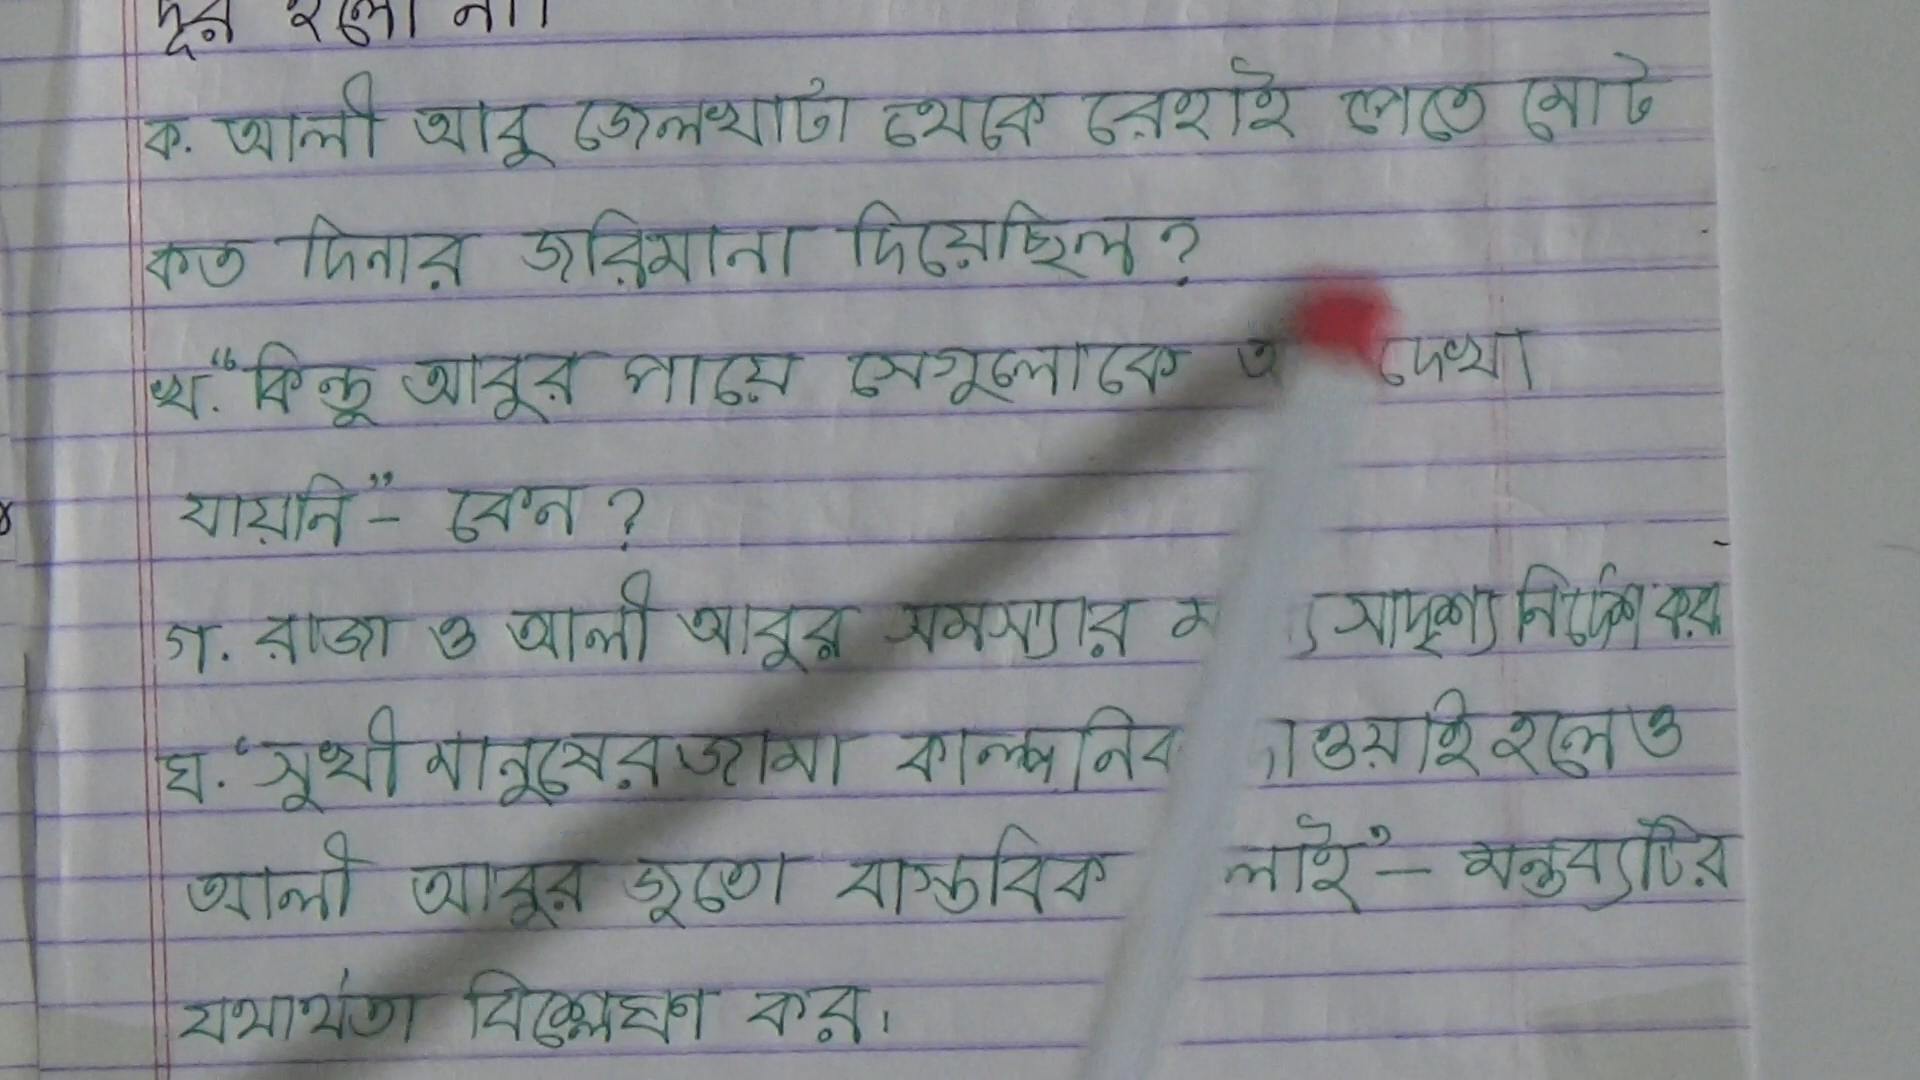 দূর হলো না।
ক. আলী আবু জেলখাটা থেকে রেহাই পেতে মোট
কত দিনার জরিমানা দিয়েছিল?
খ. “কিন্তু আবুর পায়ে সেগুলোকে দেখা
যায়নি” – কেন?
গ. রাজা ও আলী আবুর সমস্যার সাদৃশ্য নির্দেশ কর
ঘ. ‘সুখী মানুষের জামা হলেও
আলী আবুর জুতো বাস্তবিক – মন্তব্যটির
যথার্থতা বিশ্লেষণ কর।